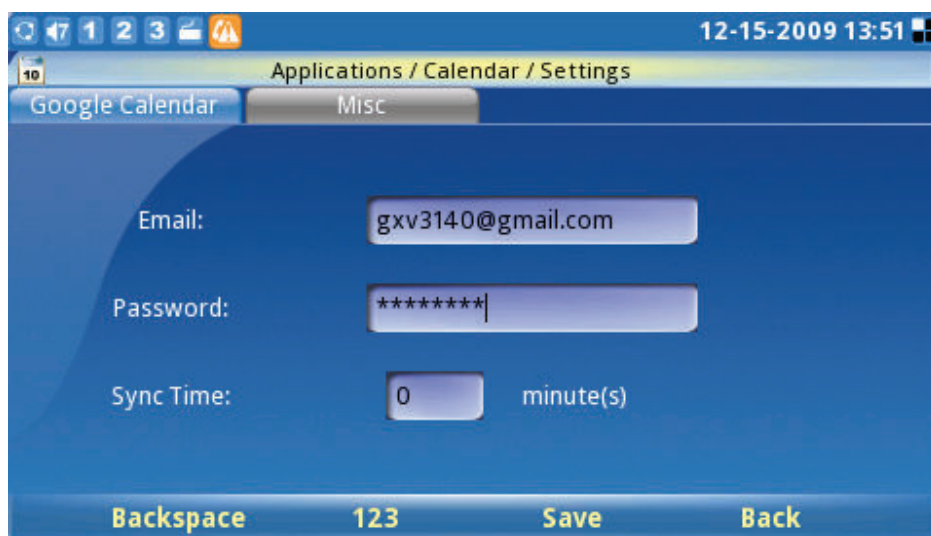 47 1 2 3 12-15-2009 13:51
10 Applications / Calendar / Settings
Google Calendar Misc
Email: gxv3140@gmail.com
Password: ********
Sync Time: 0 minute(s)
Backspace 123 Save Back